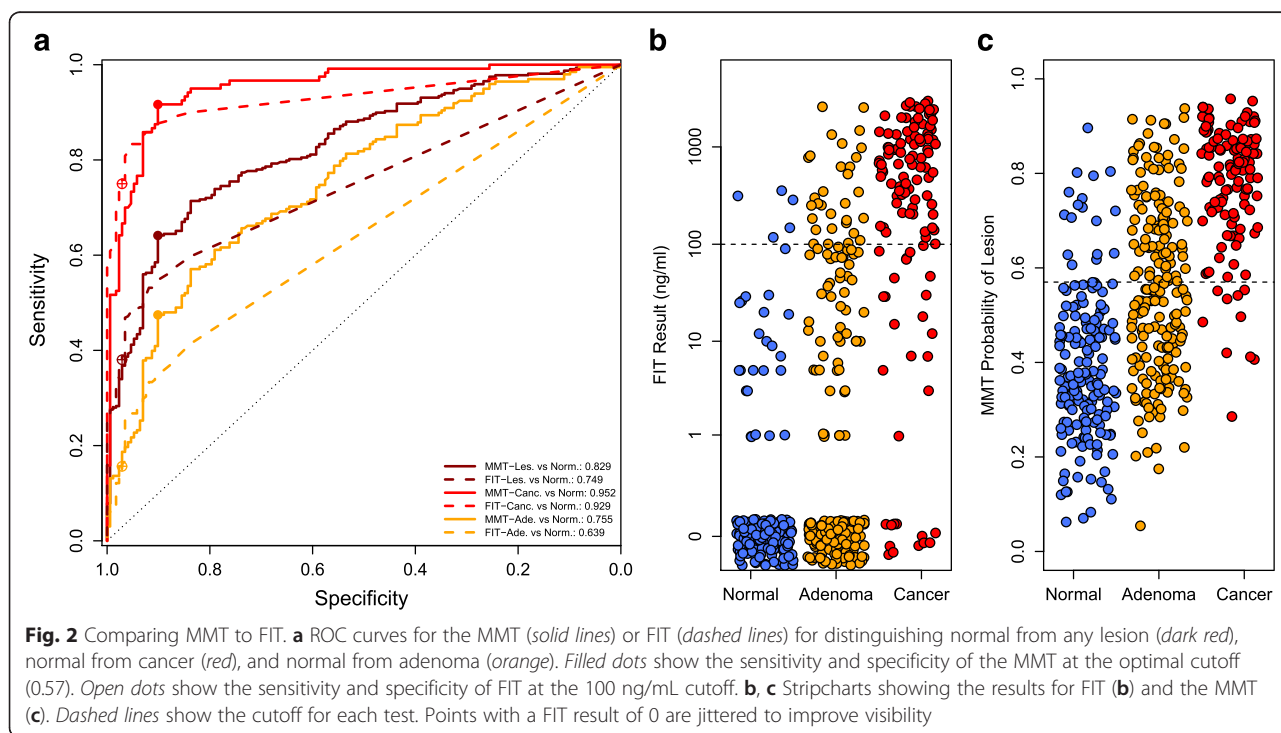 a
1.0
0.8
0.6
0.4
0.2
0.0
Sensitivity
1.0 0.8 0.6 0.4 0.2 0.0
Specificity
MMT−Les. vs Norm.: 0.829
FIT−Les. vs Norm.: 0.749
MMT−Canc. vs Norm: 0.952
FIT−Canc. vs Norm.: 0.929
MMT−Ade. vs Norm.: 0.755
FIT−Ade. vs Norm.: 0.639
b
1000
100
10
1
0
FIT Result (ng/ml)
Normal Adenoma Cancer
c
1.0
0.8
0.6
0.4
0.2
0.0
MMT Probability of Lesion
Normal Adenoma Cancer
Fig. 2 Comparing MMT to FIT. a ROC curves for the MMT (solid lines) or FIT (dashed lines) for distinguishing normal from any lesion (dark red),
normal from cancer (red), and normal from adenoma (orange). Filled dots show the sensitivity and specificity of the MMT at the optimal cutoff
(0.57). Open dots show the sensitivity and specificity of FIT at the 100 ng/mL cutoff. b, c Stripcharts showing the results for FIT (b) and the MMT
(c). Dashed lines show the cutoff for each test. Points with a FIT result of 0 are jittered to improve visibility